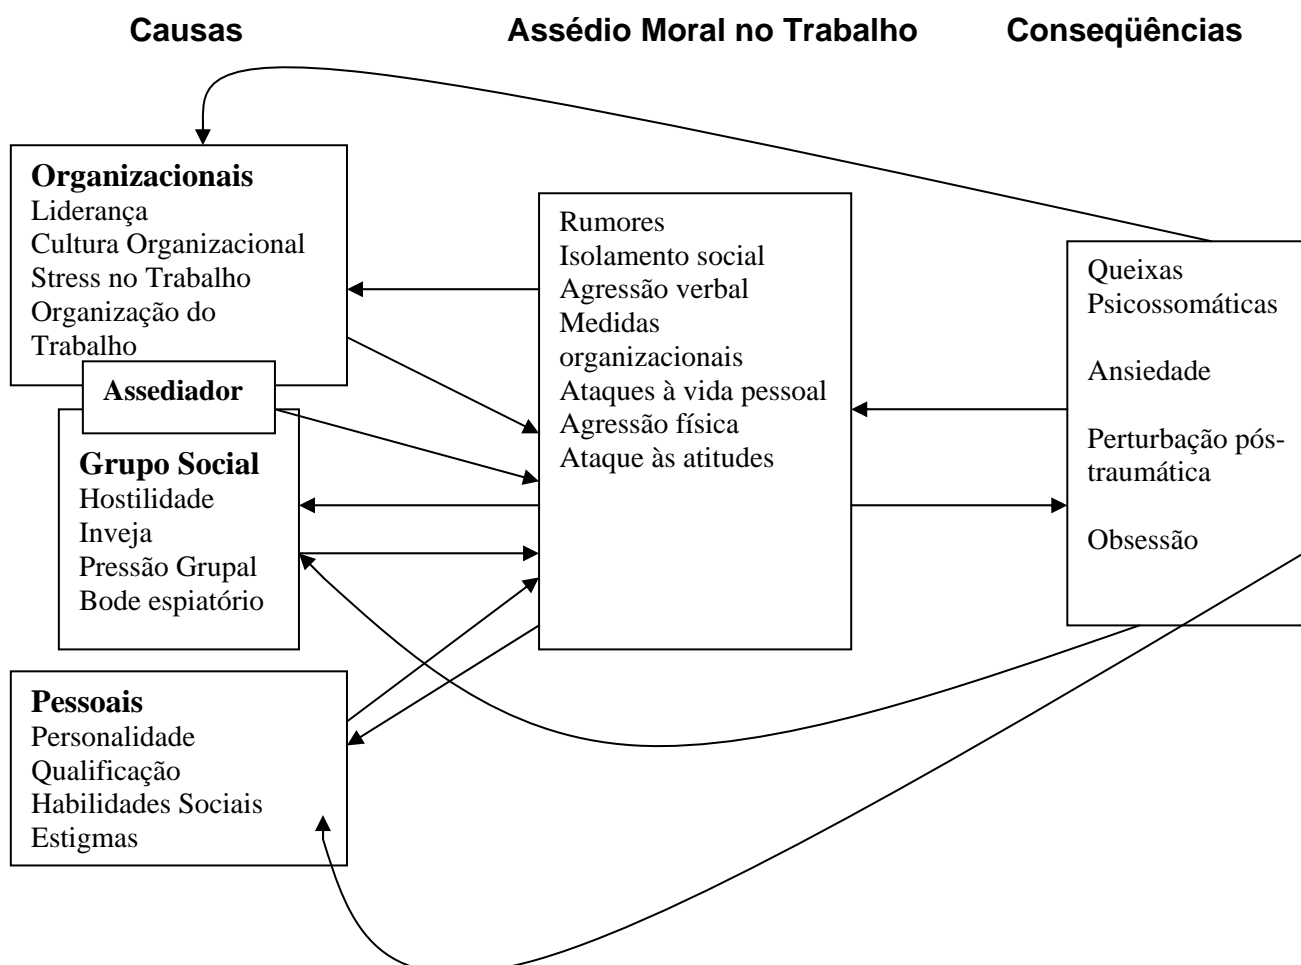 Causas
Assédio Moral no Trabalho
Conseqüências
Organizacionais
Liderança
Cultura Organizacional
Stress no Trabalho
Organização do
Trabalho
Assediador
Grupo Social
Hostilidade
Inveja
Pressão Grupal
Bode espiatório
Pessoais
Personalidade
Qualificação
Habilidades Sociais
Estigmas
Rumores
Isolamento social
Agressão verbal
Medidas
organizacionais
Ataques à vida pessoal
Agressão física
Ataque às atitudes
Queixas
Psicossomáticas
Ansiedade
Perturbação pós-
traumática
Obsessão